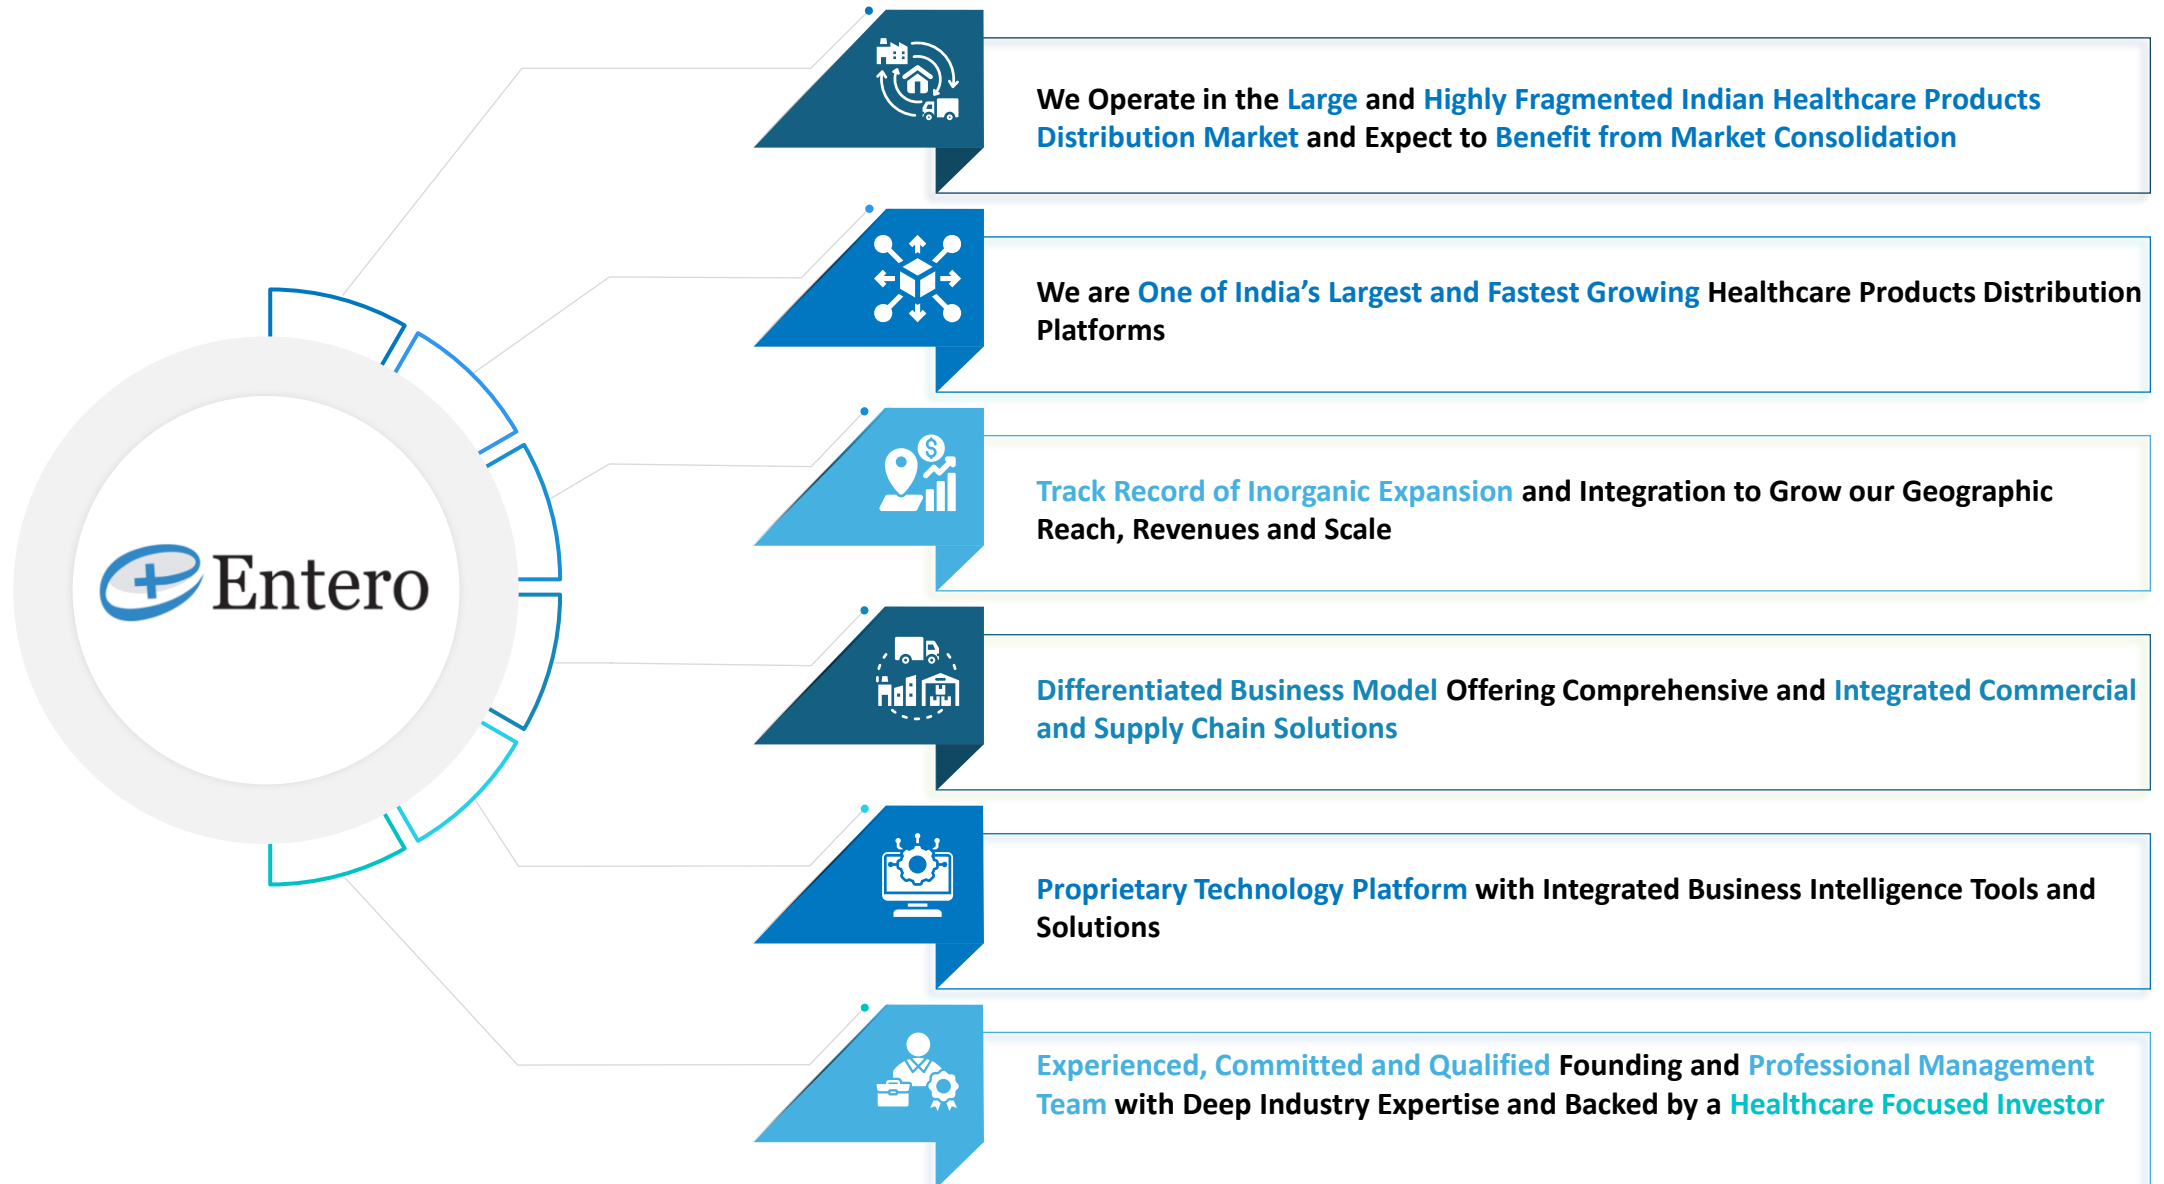 Entero
We Operate in the Large and Highly Fragmented Indian Healthcare Products
Distribution Market and Expect to Benefit from Market Consolidation
We are One of India’s Largest and Fastest Growing Healthcare Products Distribution
Platforms
$
Track Record of Inorganic Expansion and Integration to Grow our Geographic
Reach, Revenues and Scale
Differentiated Business Model Offering Comprehensive and Integrated Commercial
and Supply Chain Solutions
Proprietary Technology Platform with Integrated Business Intelligence Tools and
Solutions
Experienced, Committed and Qualified Founding and Professional Management
Team with Deep Industry Expertise and Backed by a Healthcare Focused Investor